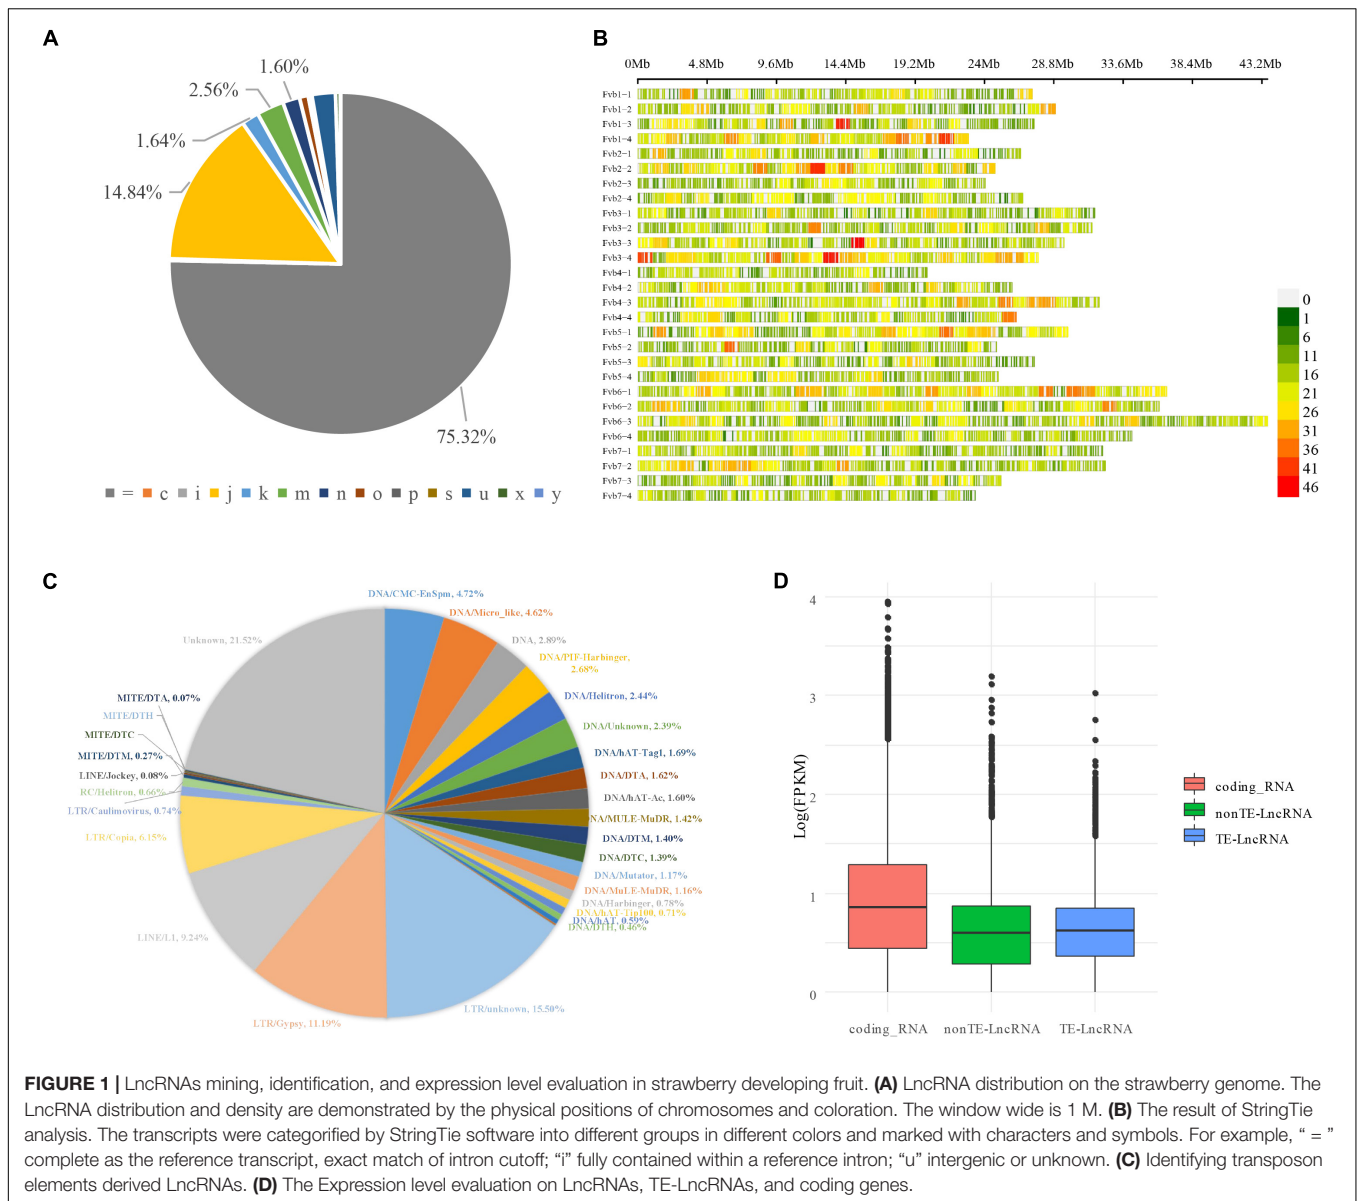 A
1.60%
2.56%
1.64%
14.84%
75.32%
= c i j k m n o p s u x y
B
0Mb 4.8Mb 9.6Mb 14.4Mb 19.2Mb 24Mb 28.8Mb 33.6Mb 38.4Mb 43.2Mb
Fvb1-1
Fvb1-2
Fvb1-3
Fvb1-4
Fvb2-1
Fvb2-2
Fvb2-3
Fvb2-4
Fvb3-1
Fvb3-2
Fvb3-3
Fvb3-4
Fvb4-1
Fvb4-2
Fvb4-3
Fvb4-4
Fvb5-1
Fvb5-2
Fvb5-3
Fvb5-4
Fvb6-1
Fvb6-2
Fvb6-3
Fvb6-4
Fvb7-1
Fvb7-2
Fvb7-3
Fvb7-4
0
1
6
11
16
21
26
31
36
41
46
C
DNA/CMC-EnSpm, 4.72%
DNA/Micro_like, 4.62%
DNA, 2.89%
DNA/PIF-Harbinger,
2.68%
DNA/Helitron, 2.44%
DNA/Unknown, 2.39%
DNA/hAT-Tag1, 1.69%
DNA/DTA, 1.62%
DNA/hAT-Ac, 1.60%
DNA/MULE-MuDR, 1.42%
DNA/DTM, 1.40%
DNA/DTC, 1.39%
DNA/Mutator, 1.17%
DNA/MuLE-MuDR, 1.16%
DNA/Harbinger, 0.78%
DNA/hAT-Tip100, 0.71%
DNA/hAT, 0.59%
DNA/DTH, 0.46%
LTR/unknown, 15.50%
LTR/Gypsy, 11.19%
LINE/L1, 9.24%
LTR/Copia, 6.15%
LTR/Caulimovirus, 0.74%
RC/Helitron, 0.66%
LINE/Jockey, 0.08%
MITE/DTM, 0.27%
MITE/DTC
MITE/DTH
MITE/DTA, 0.07%
Unknown, 21.52%
D
Log(FPKM)
4
3
2
1
0
coding_RNA nonTE-LncRNA TE-LncRNA
coding_RNA
nonTE-LncRNA
TE-LncRNA
FIGURE 1 | LncRNAs mining, identification, and expression level evaluation in strawberry developing fruit. (A) LncRNA distribution on the strawberry genome. The
LncRNA distribution and density are demonstrated by the physical positions of chromosomes and coloration. The window wide is 1 M. (B) The result of StringTie
analysis. The transcripts were categorified by StringTie software into different groups in different colors and marked with characters and symbols. For example, “ = ”
complete as the reference transcript, exact match of intron cutoff; “i” fully contained within a reference intron; “u” intergenic or unknown. (C) Identifying transposon
elements derived LncRNAs. (D) The Expression level evaluation on LncRNAs, TE-LncRNAs, and coding genes.